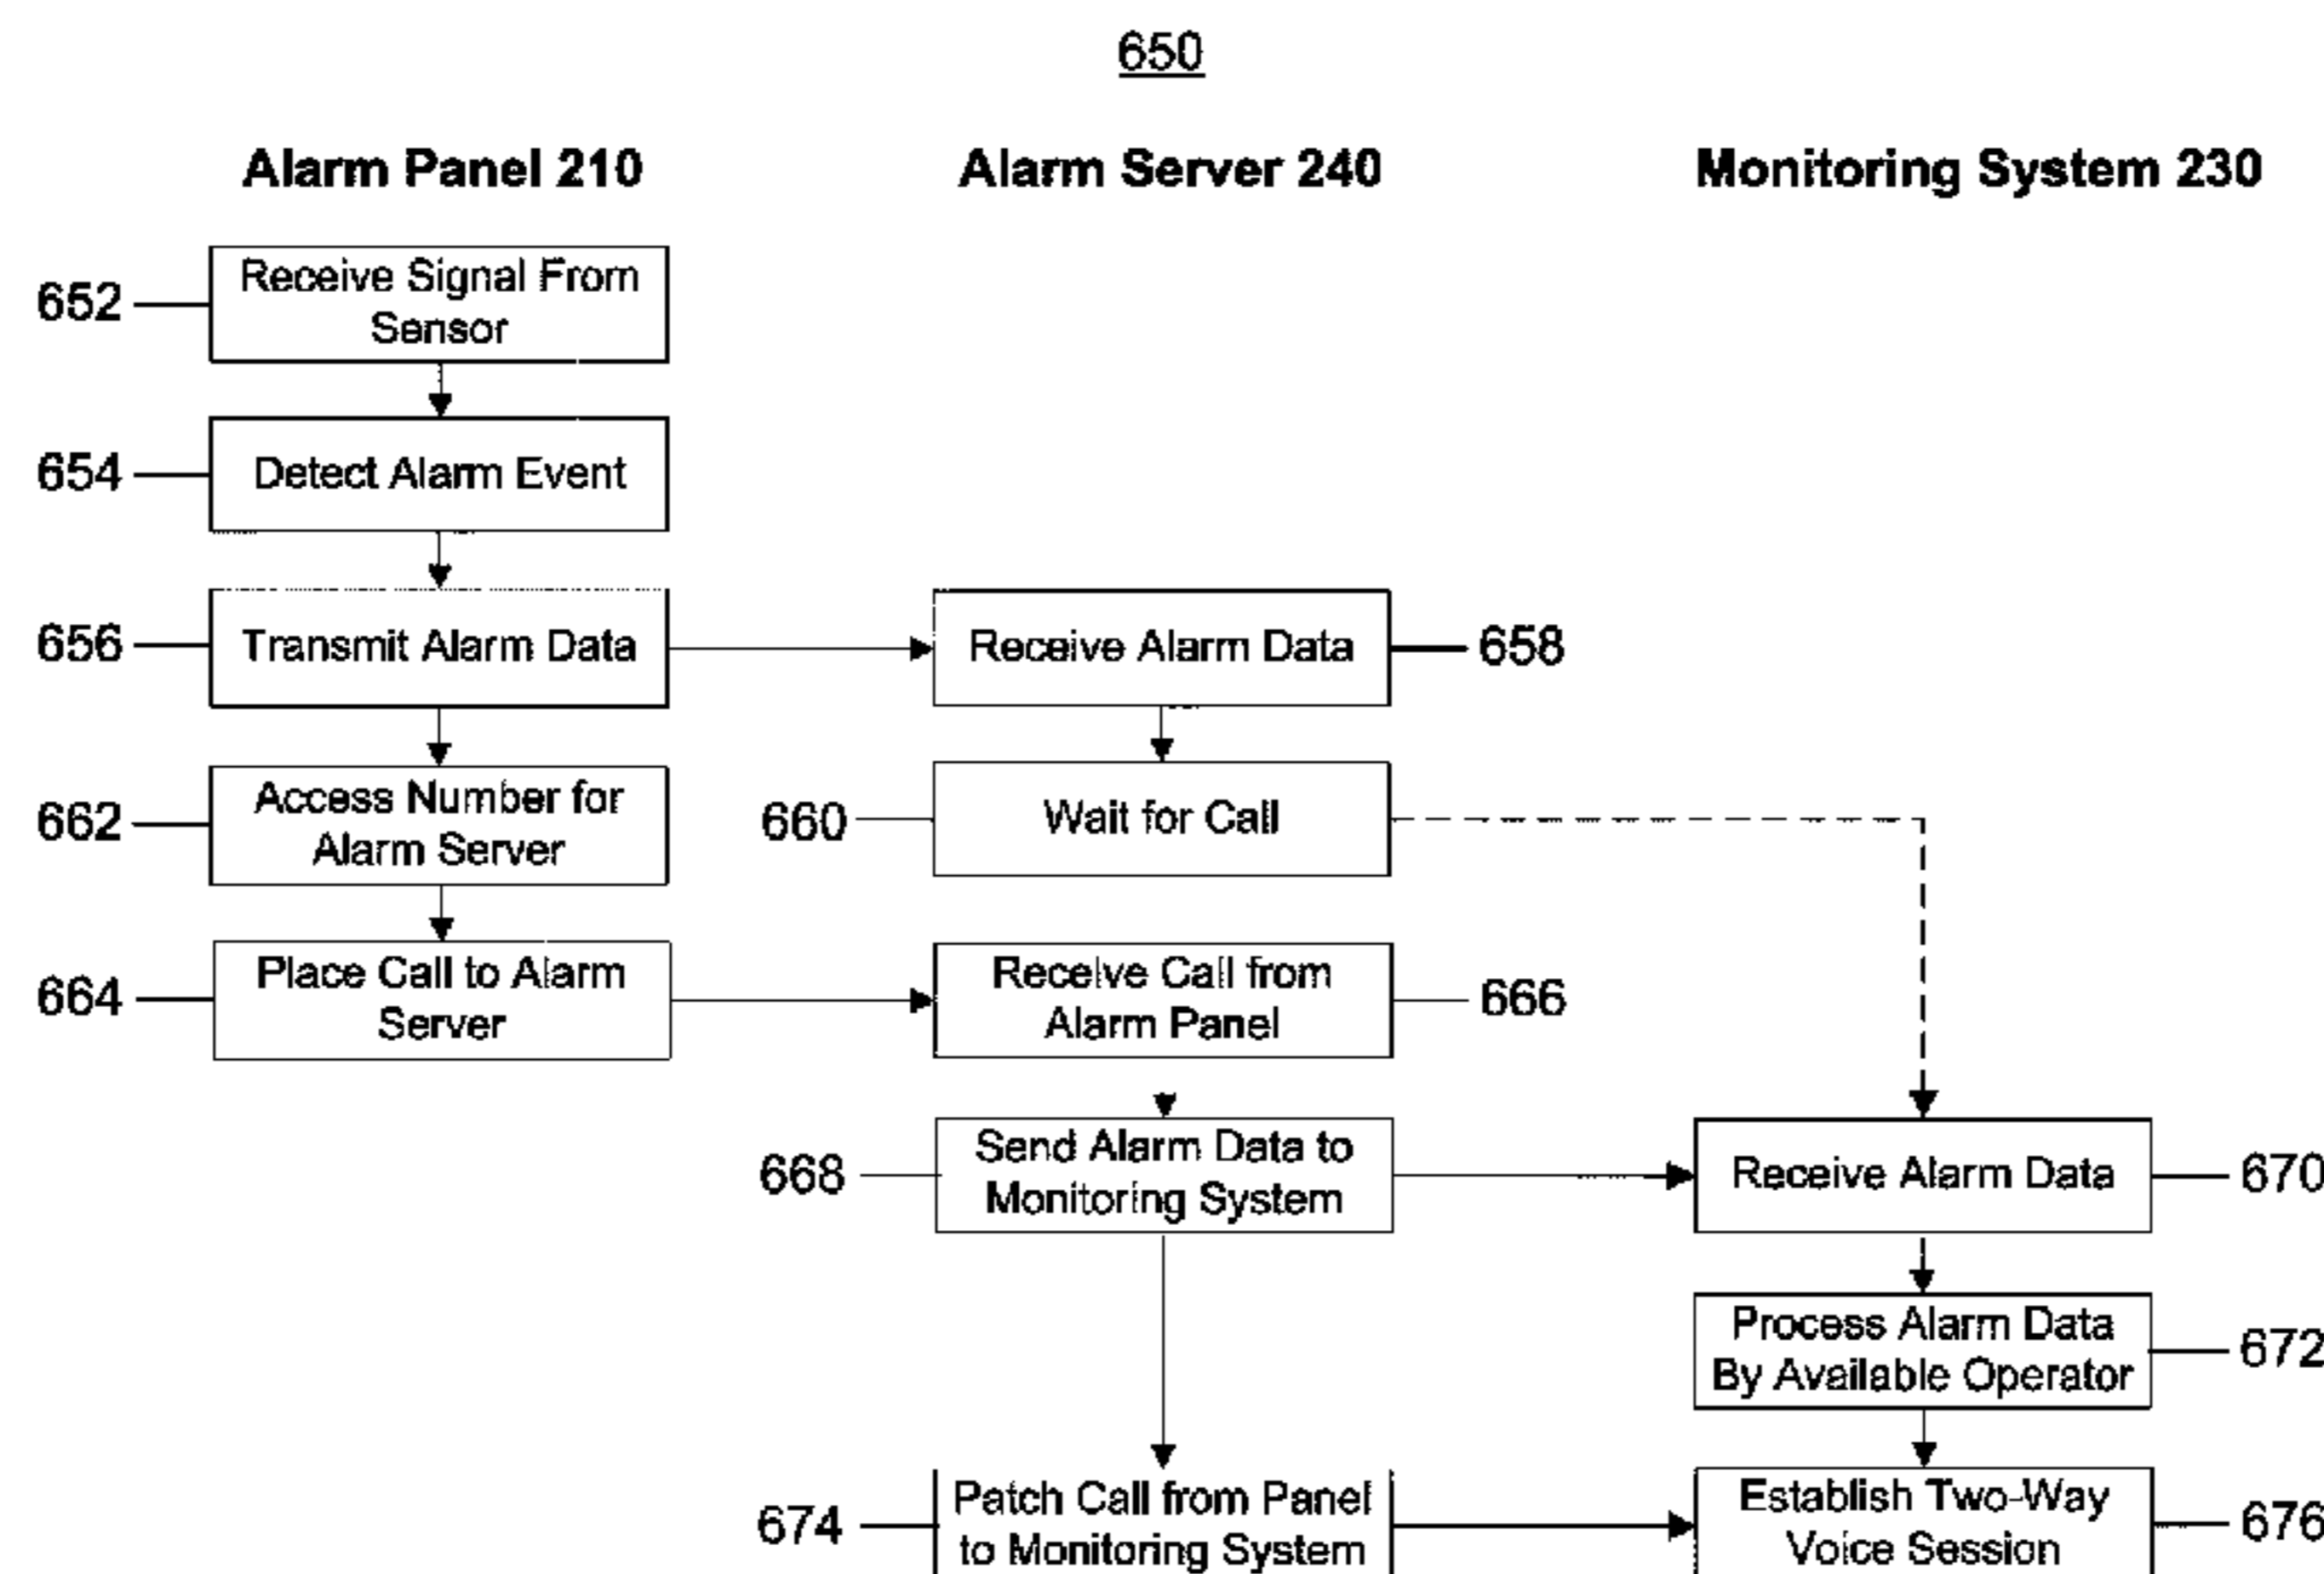 650
Alarm Panel 210
Alarm Server 240
Monitoring System 230
652
Receive Signal From
Sensor
654
Detect Alarm Event
656
Transmit Alarm Data
Receive Alarm Data
658
662
Access Number for
Alarm Server
660
Wait for Call
664
Place Call to Alarm
Server
Receive Call from
Alarm Panel
666
668
Send Alarm Data to
Monitoring System
Receive Alarm Data
670
Process Alarm Data
By Available Operator
672
674
Patch Call from Panel
to Monitoring System
Establish Two-Way
Voice Session
676